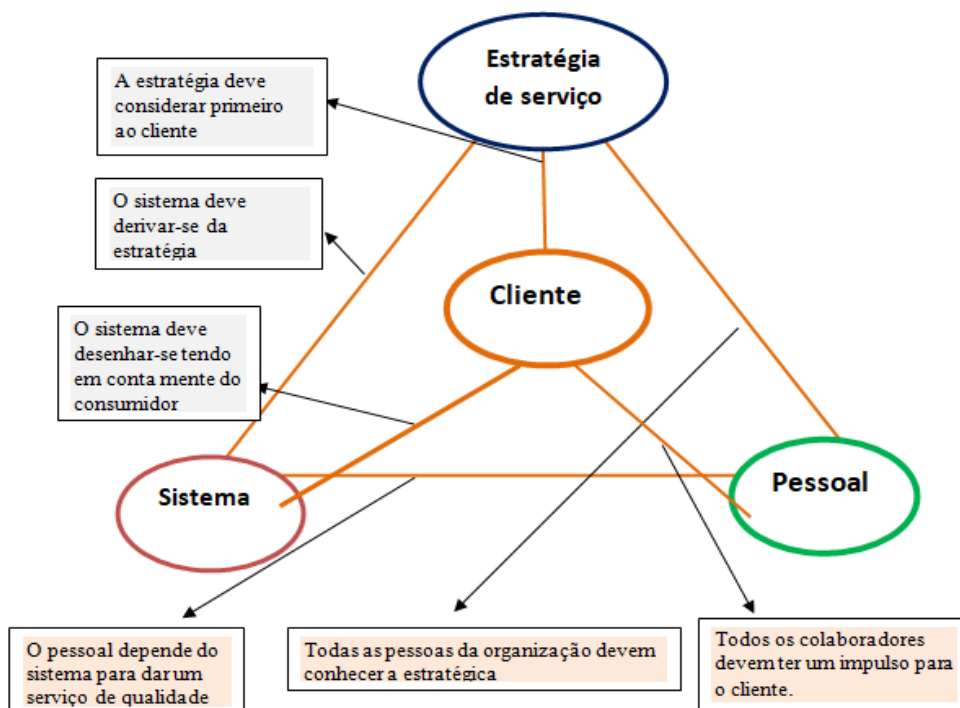 Estratégia
de serviço
A estratégia deve
considerar primeiro
ao cliente
O sistema deve
derivar-se da
estratégia
Cliente
O sistema deve
desenhar-se tendo
em conta mente do
consumidor
Sistema
Pessoal
O pessoal depende do
sistema para dar um
serviço de qualidade
Todas as pessoas da organização devem
conhecer a estratégica
Todos os colaboradores
devem ter um impulso para
o cliente.